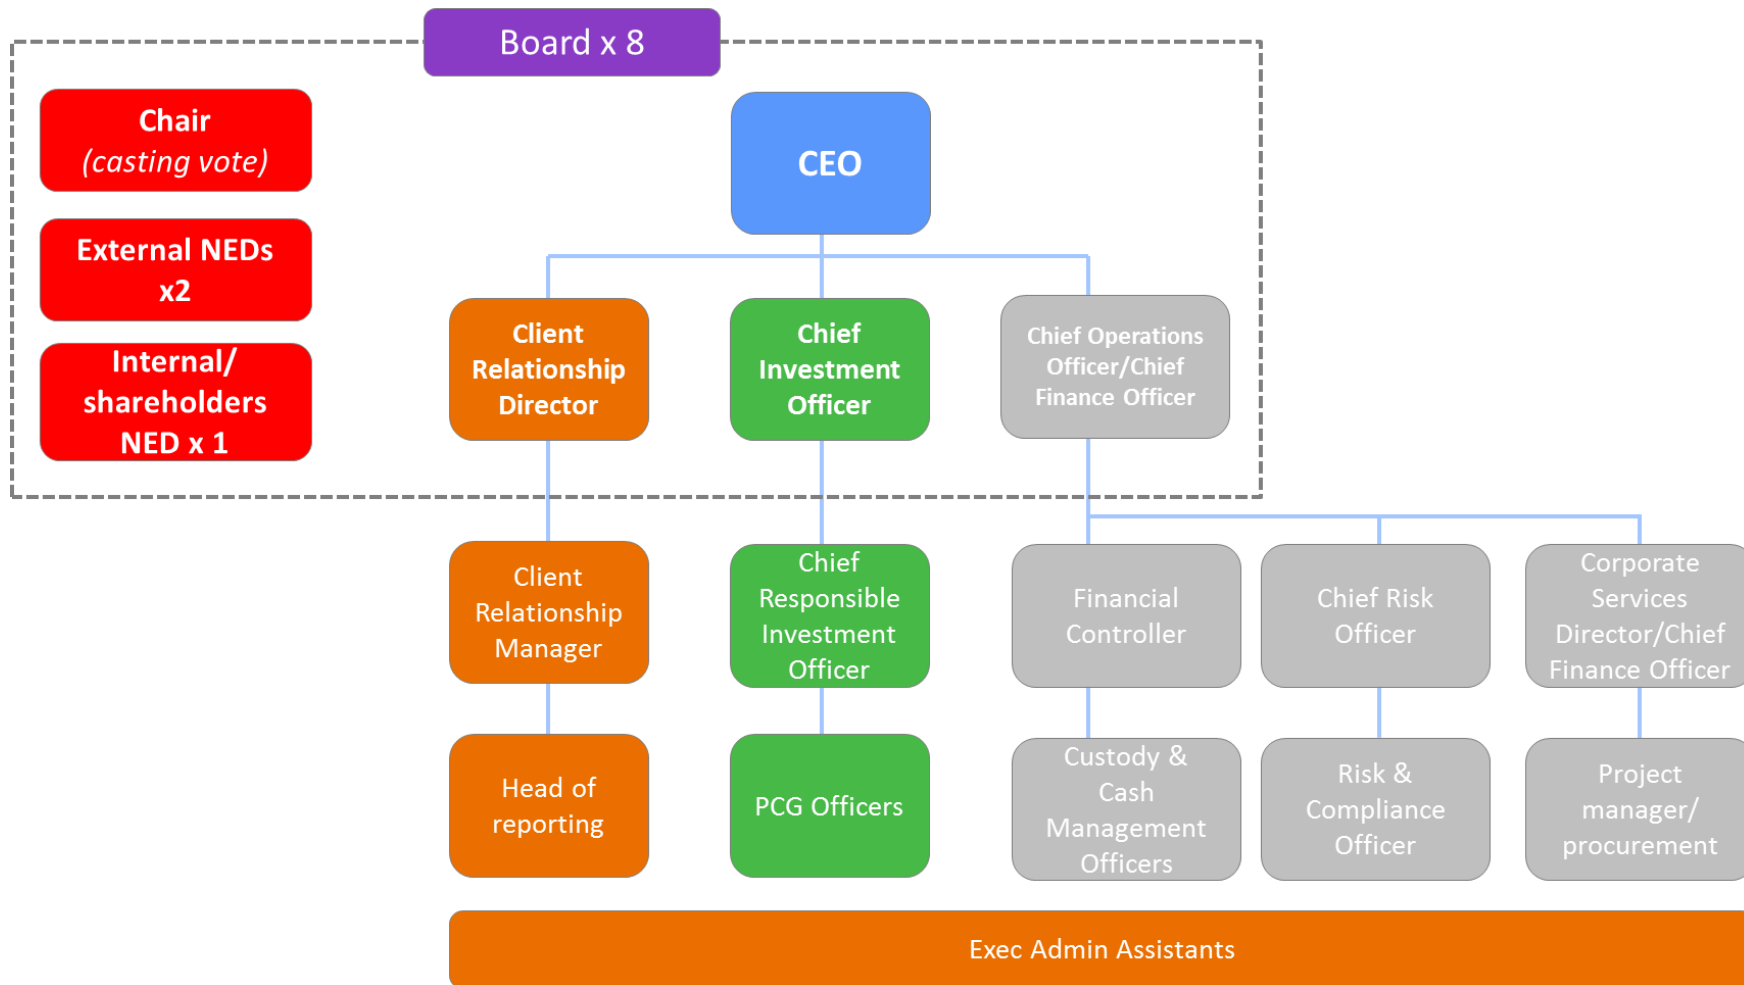 Board x 8
Chair
(casting vote)
External NEDs
x2
Internal/
shareholders
NED x 1
CEO
Client
Relationship
Director
Chief
Investment
Officer
Chief Operations
Officer/Chief
Finance Officer
Client
Relationship
Manager
Chief
Responsible
Investment
Officer
Financial
Controller
Chief Risk
Officer
Corporate
Services
Director/Chief
Finance Officer
Head of
reporting
PCG Officers
Custody &
Cash
Management
Officers
Risk &
Compliance
Officer
Project
manager/
procurement
Exec Admin Assistants